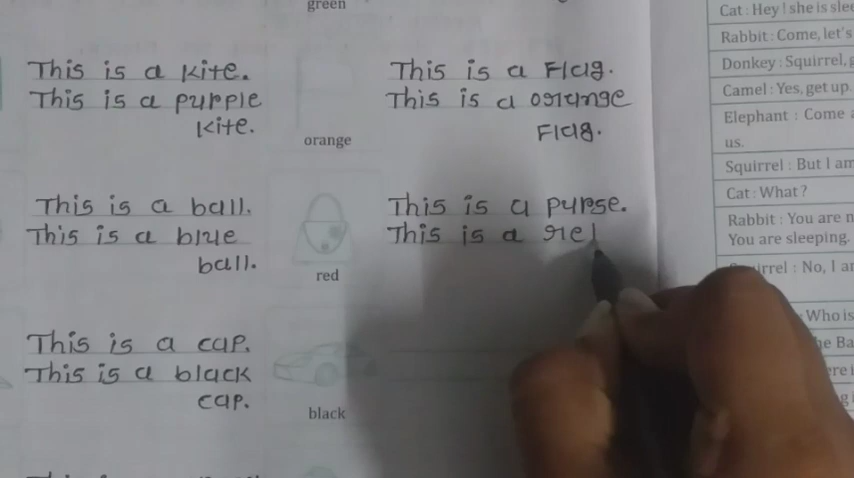 green
This is a kite.
This is a purple
kite.
orange
This is a Flag.
This is a orange
Flag.
This is a ball.
This is a blue
ball.
red
This is a purse.
This is a re
This is a cap.
This is a black
cap.
black
Cat : Hey ! she is
Rabbit : Come, let's
Donkey : Squirrel,
Camel : Yes, get up.
Elephant : Come
us.
Squirrel : But I am
Cat : What ?
Rabbit : You are
You are sleeping.
: No, I
Who is